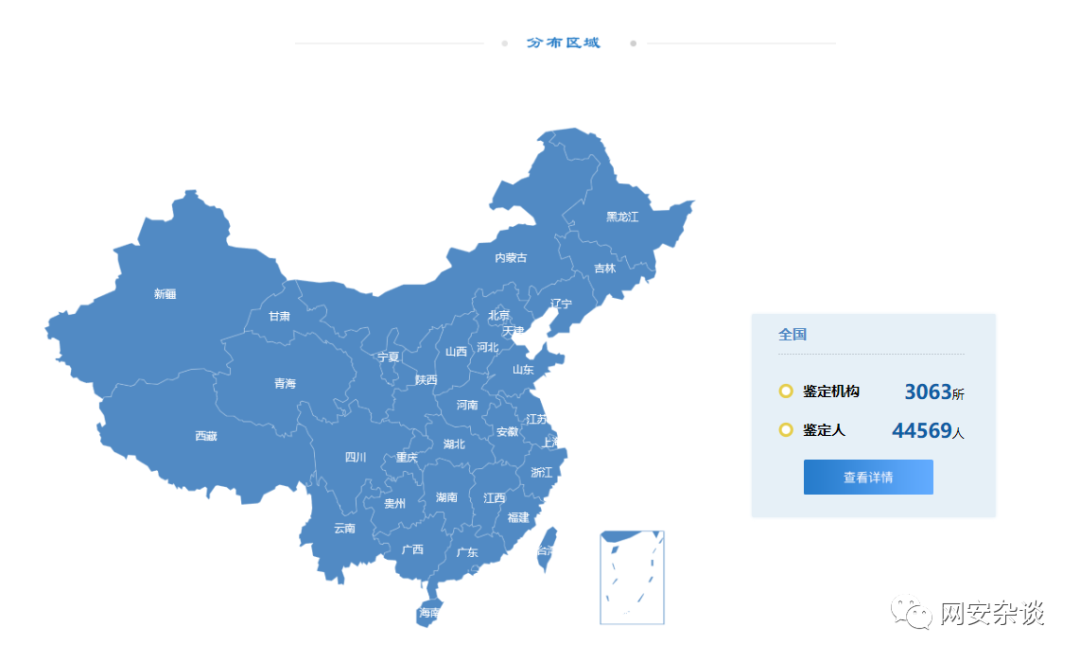 分布区域
黑龙江
内蒙古
吉林
新疆
辽宁
甘肃
北京
天津
河北
山西
宁夏
山东
陕西
青海
河南
江苏
安徽
西藏
上海
湖北
四川
重庆
浙江
湖南
江西
贵州
福建
云南
广西
广东
台湾
海南
全国
鉴定机构 3063所
鉴定人 44569人
查看详情
网安杂谈